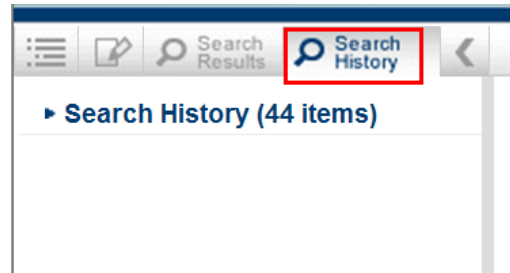 Search
Results
Search
History
Search History (44 items)